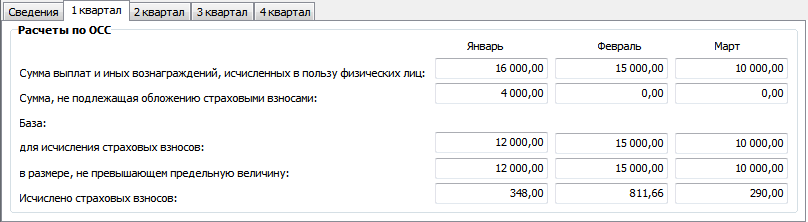 Сведения 1 квартал 2 квартал 3 квартал 4 квартал
Расчеты по ОСС
Январь Февраль Март
Сумма выплат и иных вознаграждений, исчисленных в пользу физических лиц: 16 000,00 15 000,00 10 000,00
Сумма, не подлежащая обложению страховыми взносами: 4 000,00 0,00 0,00
База:
для исчисления страховых взносов: 12 000,00 15 000,00 10 000,00
в размере, не превышающем предельную величину: 12 000,00 15 000,00 10 000,00
Исчислено страховых взносов: 348,00 811,66 290,00